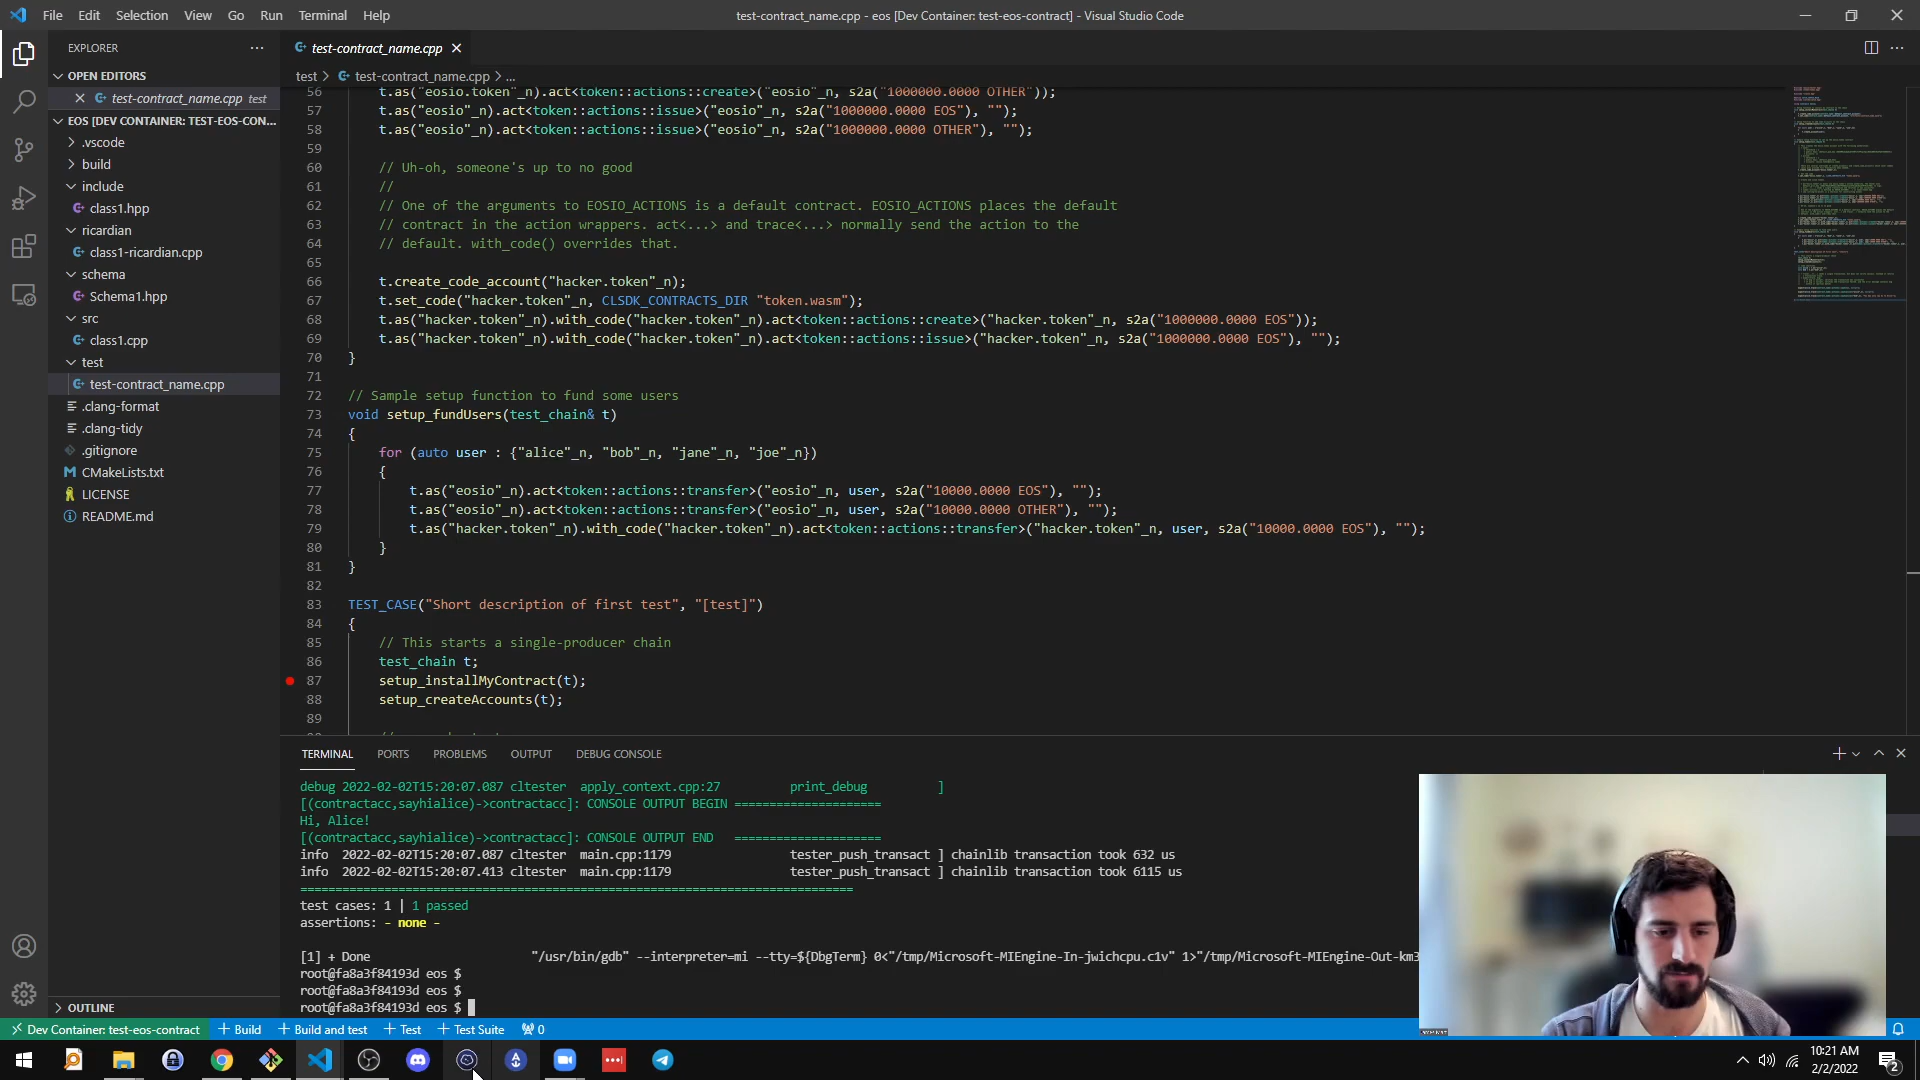 File Edit Selection View Go Run Terminal Help
test-contract_name.cpp - eos [Dev Container: test-eos-contract] - Visual Studio Code
EXPLORER
OPEN EDITORS
test-contract_name.cpp test
EOS [DEV CONTAINER: TEST-EOS-CON...
.vscode
build
include
class1.hpp
ricardian
class1-ricardian.cpp
schema
Schema1.hpp
src
class1.cpp
test
test-contract_name.cpp
.clang-format
.clang-tidy
.gitignore
CMakeLists.txt
LICENSE
README.md
OUTLINE
test-contract_name.cpp
test > test-contract_name.cpp > ...
56 t.as("eosio.token"_n).act<token::actions::create>("eosio"_n, s2a("1000000.0000 OTHER"));
57 t.as("eosio"_n).act<token::actions::issue>("eosio"_n, s2a("1000000.0000 EOS"), "");
58 t.as("eosio"_n).act<token::actions::issue>("eosio"_n, s2a("1000000.0000 OTHER"), "");
59
60 // Uh-oh, someone's up to no good
61 //
62 // One of the arguments to EOSIO_ACTIONS is a default contract. EOSIO_ACTIONS places the default
63 // contract in the action wrappers. act<...> and trace<...> normally send the action to the
64 // default. with_code() overrides that.
65
66 t.create_code_account("hacker.token"_n);
67 t.set_code("hacker.token"_n, CLSDK_CONTRACTS_DIR "token.wasm");
68 t.as("hacker.token"_n).with_code("hacker.token"_n).act<token::actions::create>("hacker.token"_n, s2a("1000000.0000 EOS"));
69 t.as("hacker.token"_n).with_code("hacker.token"_n).act<token::actions::issue>("hacker.token"_n, s2a("1000000.0000 EOS"), "");
70 }
71
72 // Sample setup function to fund some users
73 void setup_fundUsers(test_chain& t)
74 {
75 for (auto user : {"alice"_n, "bob"_n, "jane"_n, "joe"_n})
76 {
77 t.as("eosio"_n).act<token::actions::transfer>("eosio"_n, user, s2a("10000.0000 EOS"), "");
78 t.as("eosio"_n).act<token::actions::transfer>("eosio"_n, user, s2a("10000.0000 OTHER"), "");
79 t.as("hacker.token"_n).with_code("hacker.token"_n).act<token::actions::transfer>("hacker.token"_n, user, s2a("10000.0000 EOS"), "");
80 }
81 }
82
83 TEST_CASE("Short description of first test", "[test]")
84 {
85 // This starts a single-producer chain
86 test_chain t;
87 setup_installMyContract(t);
88 setup_createAccounts(t);
89
TERMINAL PORTS PROBLEMS OUTPUT DEBUG CONSOLE
debug 2022-02-02T15:20:07.087 cltester apply_context.cpp:27 print_debug ]
[(contractacc,sayhialice)->contractacc]: CONSOLE OUTPUT BEGIN =====================
Hi, Alice!
[(contractacc,sayhialice)->contractacc]: CONSOLE OUTPUT END =====================
info 2022-02-02T15:20:07.087 cltester main.cpp:1179 tester_push_transact ] chainlib transaction took 632 us
info 2022-02-02T15:20:07.413 cltester main.cpp:1179 tester_push_transact ] chainlib transaction took 6115 us
===============================================================================
test cases: 1 | 1 passed
assertions: - none -
[1] + Done "/usr/bin/gdb" --interpreter=mi --tty=${DbgTerm} 0<"/tmp/Microsoft-MIEngine-In-jwichcpu.c1v" 1>"/tmp/Microsoft-MIEngine-Out-km3
root@fa8a3f84193d eos $
root@fa8a3f84193d eos $
root@fa8a3f84193d eos $
Dev Container: test-eos-contract Build Build and test Test Test Suite 0
10:21 AM
2/2/2022
2